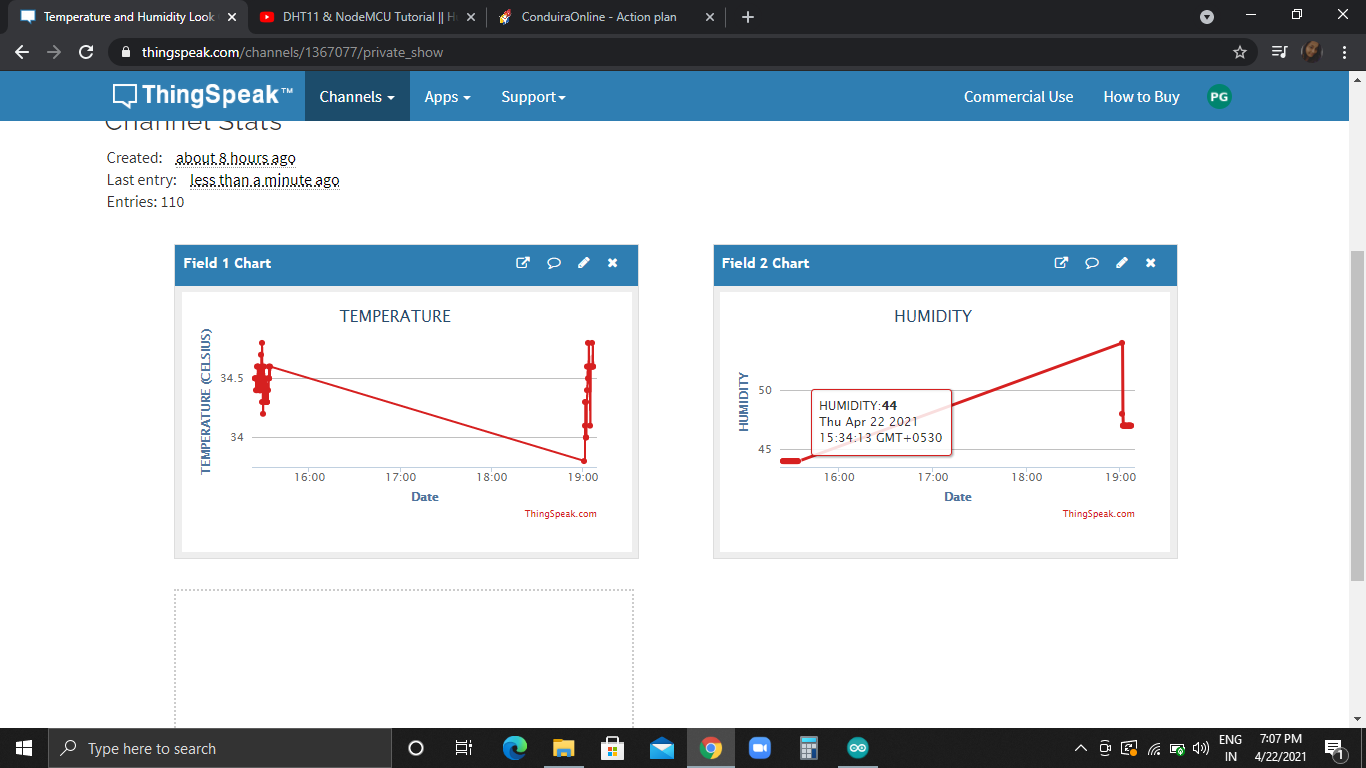 Temperature and Humidity Look
DHT11 & NodeMCU Tutorial || H
ConduiraOnline - Action plan
thingspeak.com/channels/1367077/private_show
ThingSpeak™
Channels
Apps
Support
Commercial Use
How to Buy
PG
Channel Stats
Created: about 8 hours ago
Last entry: less than a minute ago
Entries: 110
Field 1 Chart
TEMPERATURE
TEMPERATURE (CELSIUS)
34.5
34
16:00 17:00 18:00 19:00
Date
ThingSpeak.com
Field 2 Chart
HUMIDITY
HUMIDITY
50
45
HUMIDITY:44
Thu Apr 22 2021
15:34:13 GMT+0530
16:00 17:00 18:00 19:00
Date
ThingSpeak.com
Type here to search
ENG
IN
7:07 PM
4/22/2021
1